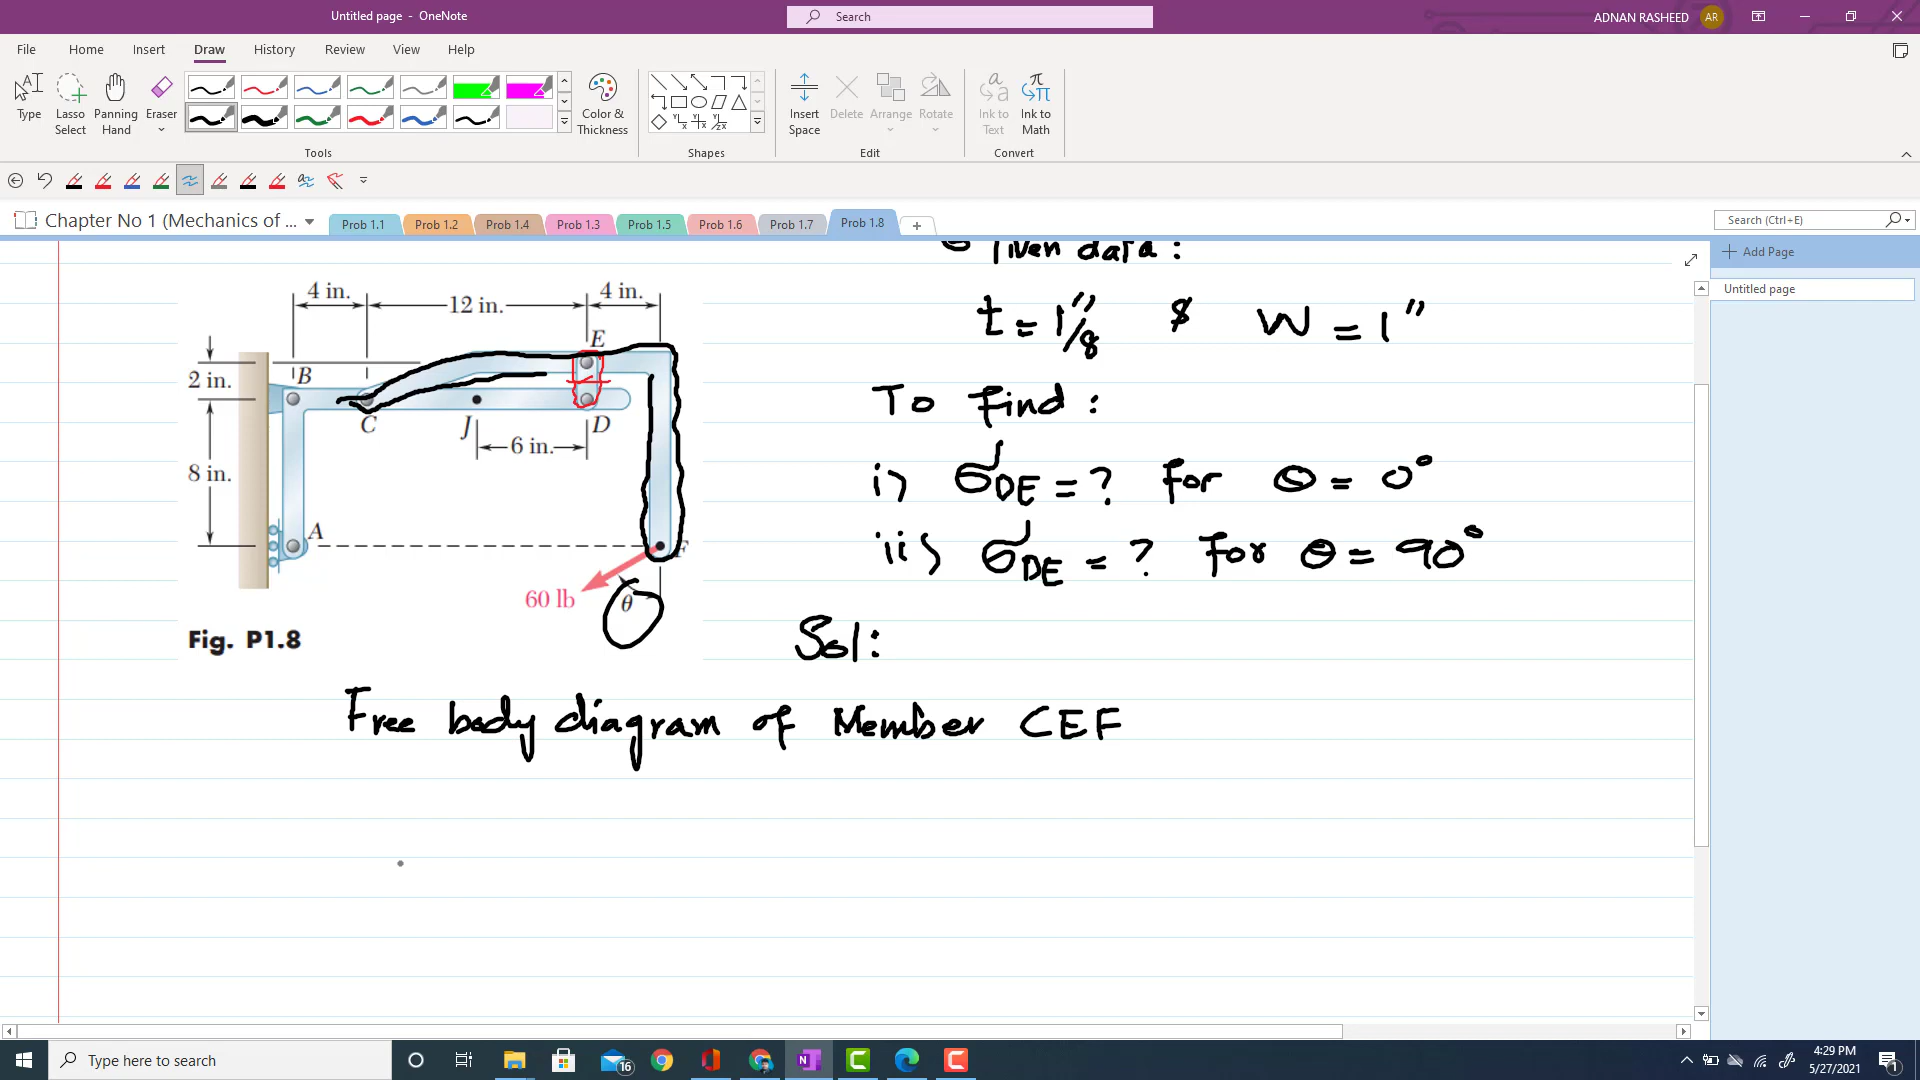 Untitled page - OneNote
Search
ADNAN RASHEED AR
File Home Insert Draw History Review View Help
Type
Lasso Select
Panning Hand
Eraser
Color & Thickness
Insert Space
Delete
Arrange
Rotate
Ink to Text
Ink to Math
Tools
Shapes
Edit
Convert
Chapter No 1 (Mechanics of ...
Prob 1.1 Prob 1.2 Prob 1.4 Prob 1.3 Prob 1.5 Prob 1.6 Prob 1.7 Prob 1.8
Search (Ctrl+E)
Add Page
Untitled page
4 in. 12 in. 4 in.
E
2 in. B
C J D
6 in.
8 in.
A
F
60 lb θ
Fig. P1.8
Given data:
t = 1/8" & W = 1"
To Find:
i) σDE = ? for θ = 0°
ii) σDE = ? for θ = 90°
Sol:
Free body diagram of Member CEF
Type here to search
16
4:29 PM
5/27/2021
1